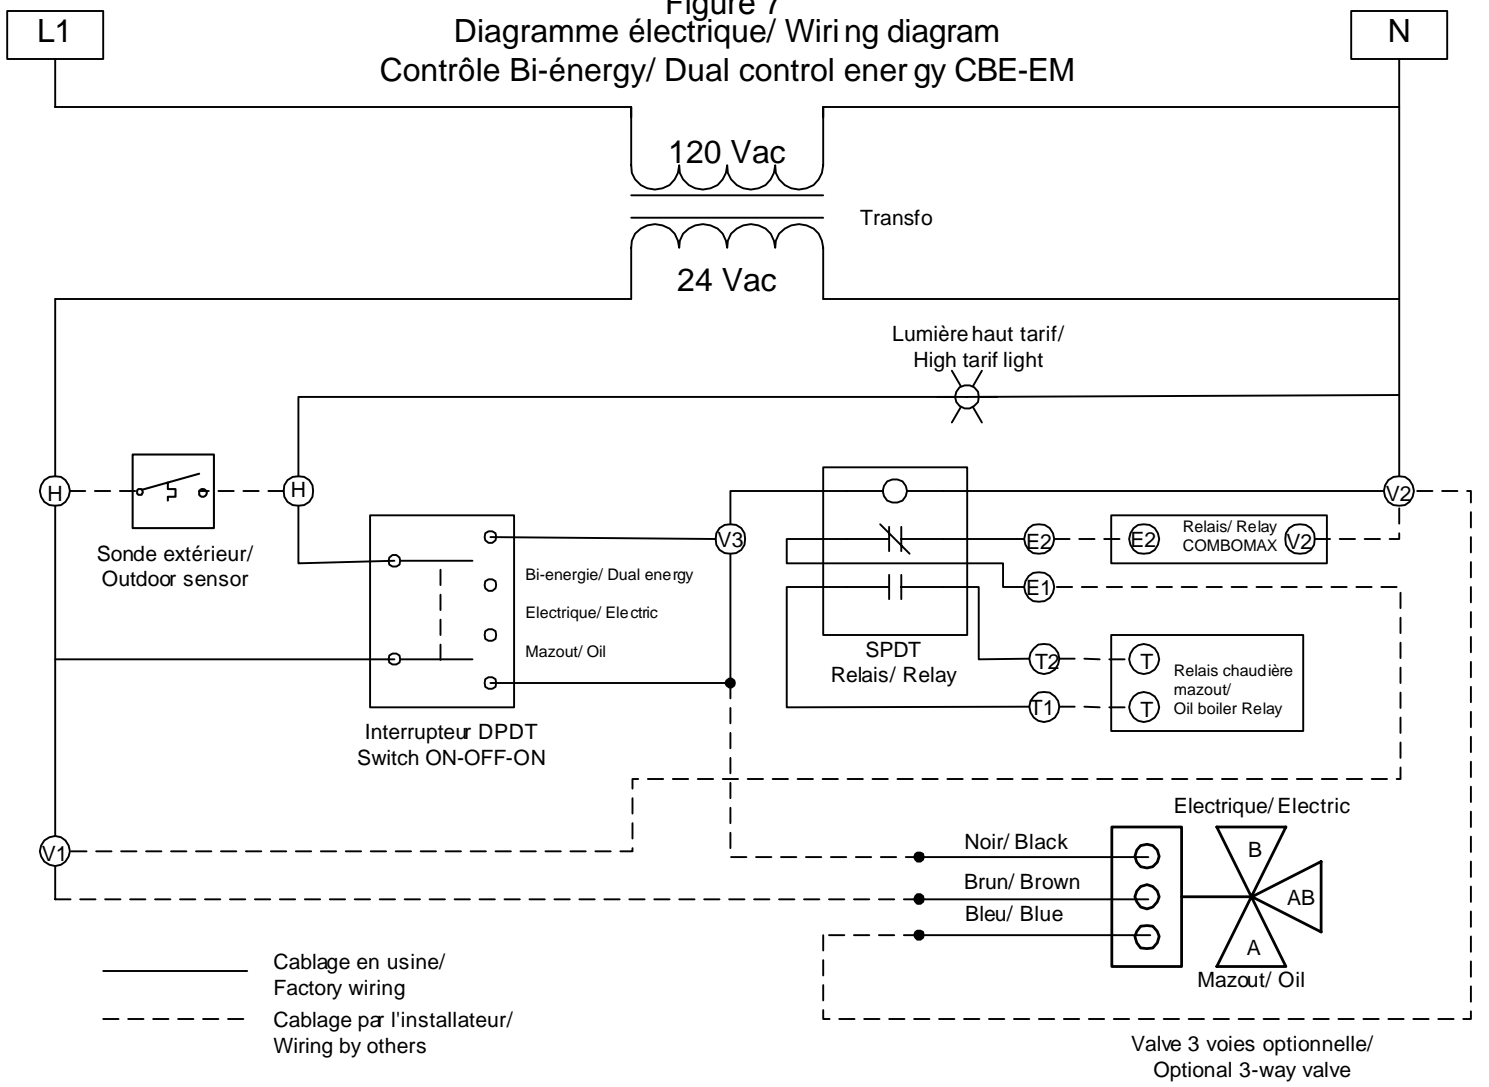 Figure 7
L1
Diagramme électrique/ Wiring diagram
N
Contrôle Bi-énergy/ Dual control energy CBE-EM
120 Vac
Transfo
24 Vac
Lumière haut tarif/
High tarif light
H
H
V2
Sonde extérieur/
Outdoor sensor
V3
E2
E2
Relais/ Relay
COMBOMAX
V2
Bi-energie/ Dual energy
E1
Electrique/ Electric
Mazout/ Oil
SPDT
Relais/ Relay
T2
T
Relais chaudière
mazout/
Oil boiler Relay
T1
T
Interrupteur DPDT
Switch ON-OFF-ON
Electrique/ Electric
V1
Noir/ Black
B
Brun/ Brown
AB
Bleu/ Blue
A
Mazout/ Oil
Cablage en usine/
Factory wiring
Cablage par l'installateur/
Wiring by others
Valve 3 voies optionnelle/
Optional 3-way valve